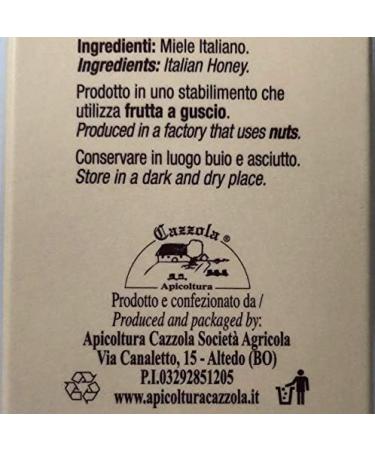 Ingredienti: Miele Italiano.
Ingredients: Italian Honey.
Prodotto in uno stabilimento che
utilizza frutta a guscio.
Produced in a factory that uses nuts.
Conservare in luogo buio e asciutto.
Store in a dark and dry place.
Cazzola®
Apicoltura
Prodotto e confezionato da /
Produced and packaged by:
Apicoltura Cazzola Società Agricola
Via Canaletto, 15 - Altedo (BO)
P.I.03292851205
www.apicolturacazzola.it